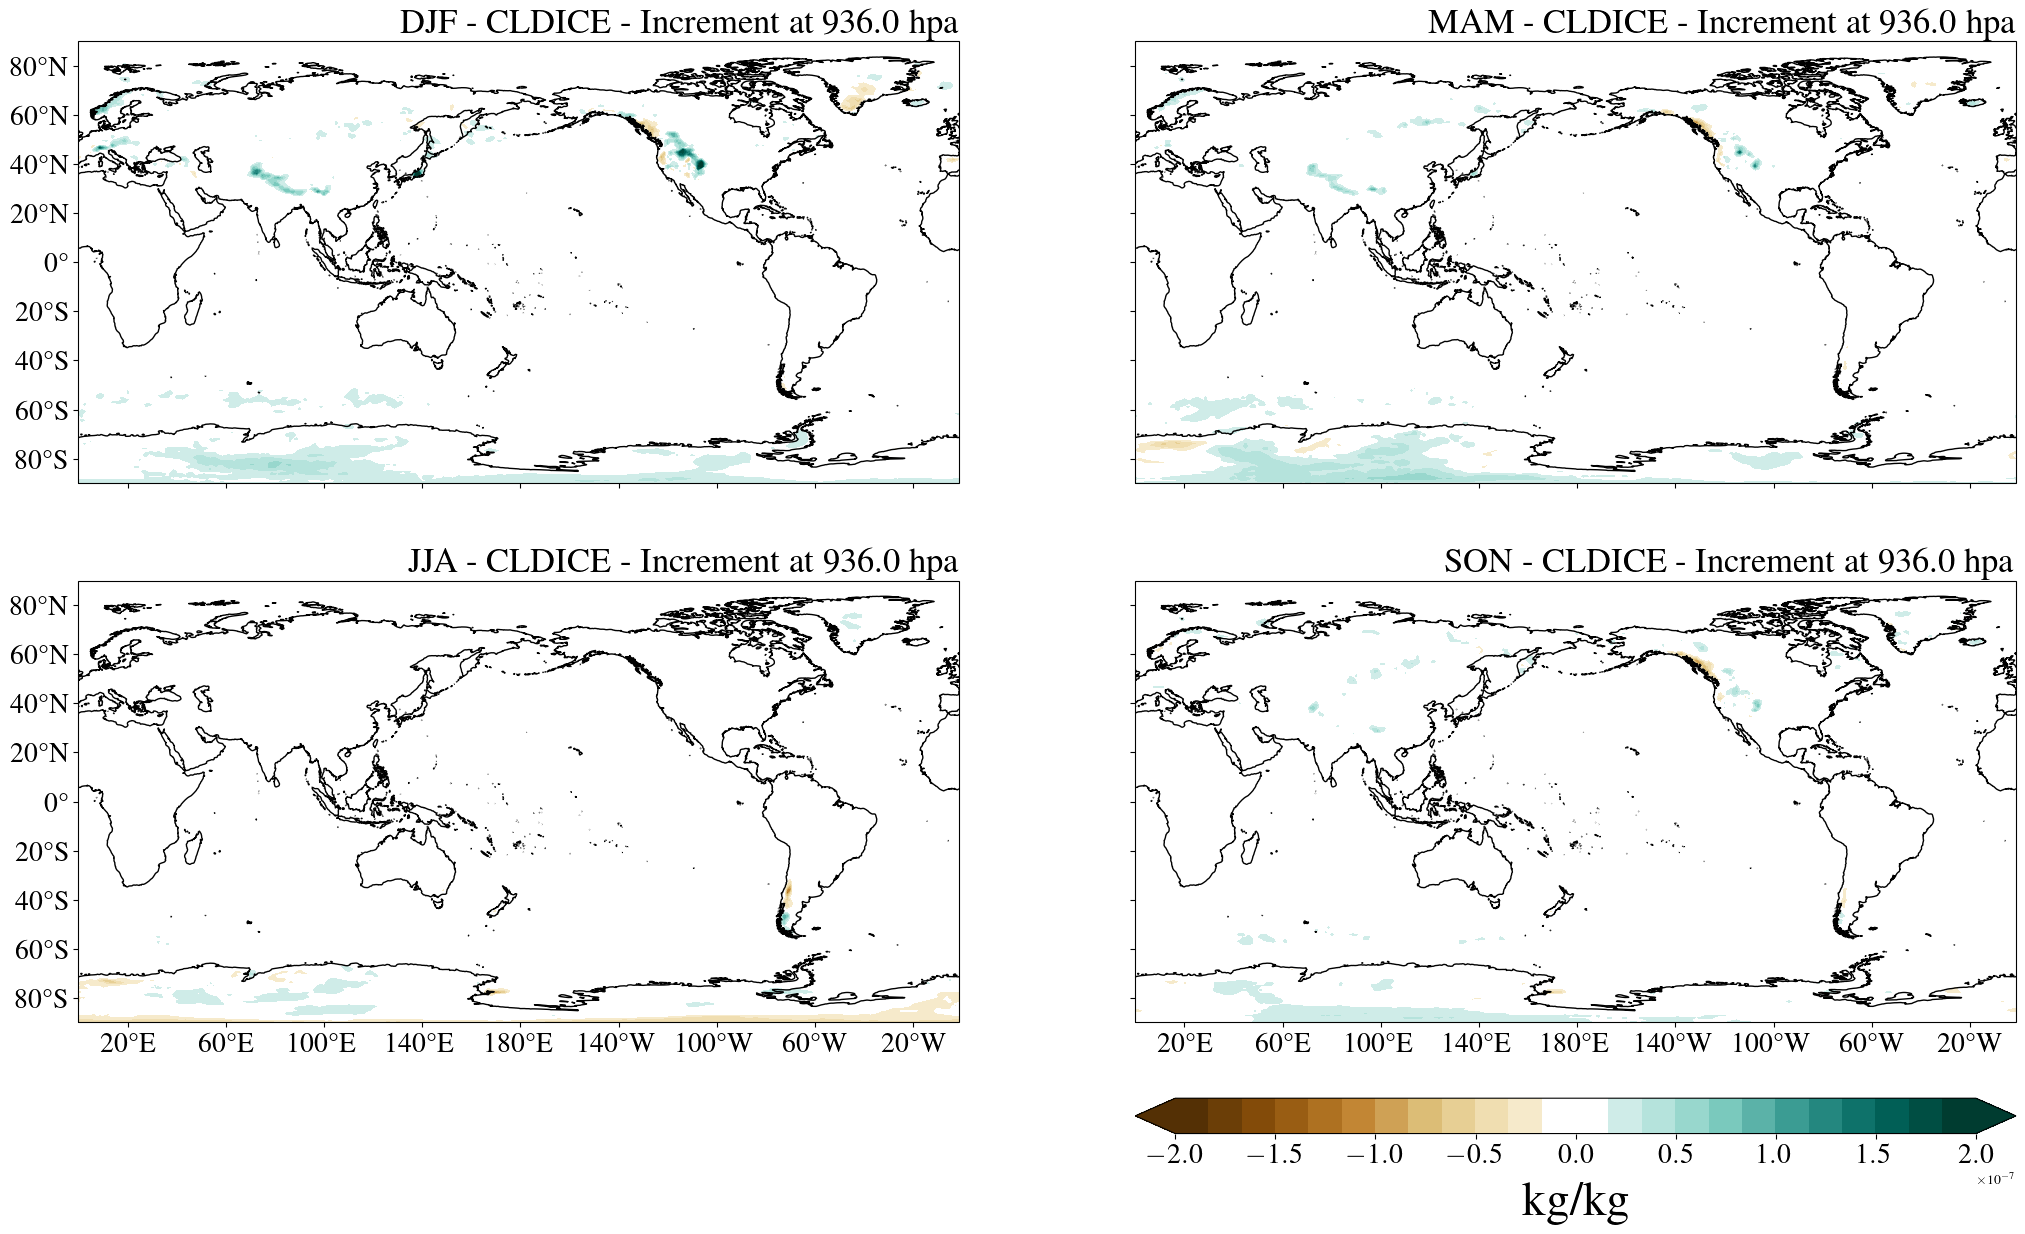 DJF - CLDICE - Increment at 936.0 hpa
MAM - CLDICE - Increment at 936.0 hpa
80°N
60°N
40°N
20°N
0°
20°S
40°S
60°S
80°S
JJA - CLDICE - Increment at 936.0 hpa
SON - CLDICE - Increment at 936.0 hpa
80°N
60°N
40°N
20°N
0°
20°S
40°S
60°S
80°S
20°E 60°E 100°E 140°E 180°E 140°W 100°W 60°W 20°W
20°E 60°E 100°E 140°E 180°E 140°W 100°W 60°W 20°W
−2.0 −1.5 −1.0 −0.5 0.0 0.5 1.0 1.5 2.0
×10⁻⁷
kg/kg